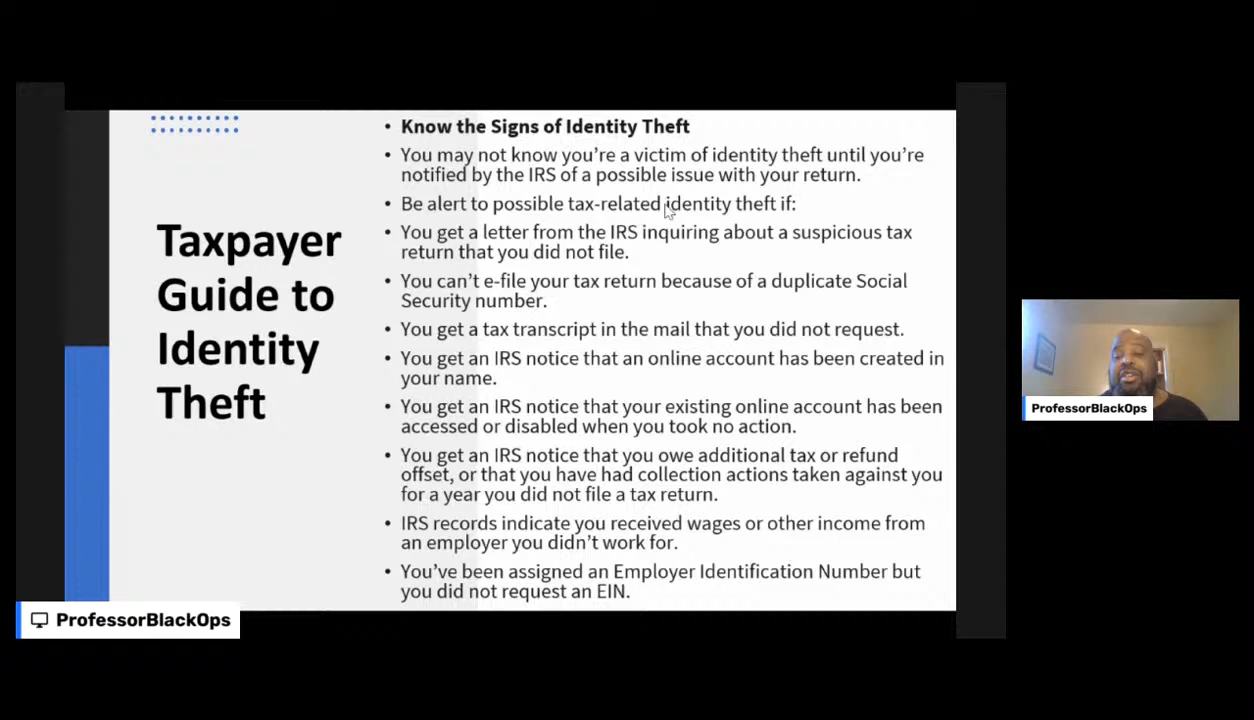 Taxpayer
Guide to
Identity
Theft
• Know the Signs of Identity Theft
• You may not know you’re a victim of identity theft until you’re
notified by the IRS of a possible issue with your return.
• Be alert to possible tax-related identity theft if:
• You get a letter from the IRS inquiring about a suspicious tax
return that you did not file.
• You can’t e-file your tax return because of a duplicate Social
Security number.
• You get a tax transcript in the mail that you did not request.
• You get an IRS notice that an online account has been created in
your name.
• You get an IRS notice that your existing online account has been
accessed or disabled when you took no action.
• You get an IRS notice that you owe additional tax or refund
offset, or that you have had collection actions taken against you
for a year you did not file a tax return.
• IRS records indicate you received wages or other income from
an employer you didn’t work for.
• You’ve been assigned an Employer Identification Number but
you did not request an EIN.
ProfessorBlackOps
ProfessorBlackOps